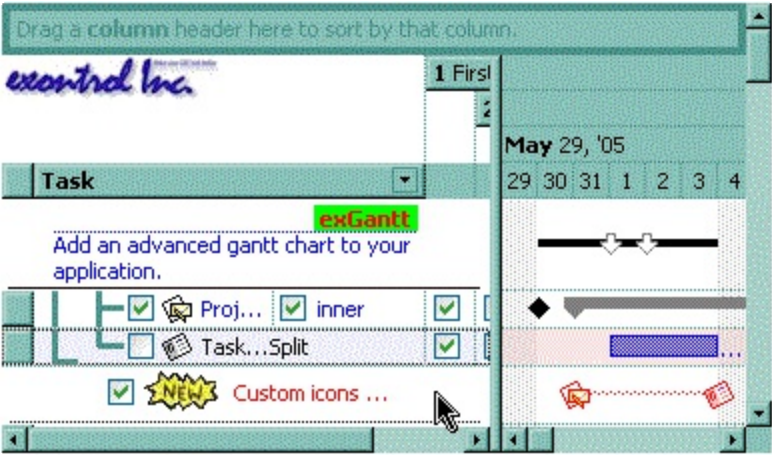 Drag a column header here to sort by that column.
exontrol Inc.
1 First
2
May 29, '05
Task
29 30 31 1 2 3 4
exGantt
Add an advanced gantt chart to your
application.
Proj... inner
Task...Split
...
NEW Custom icons ...